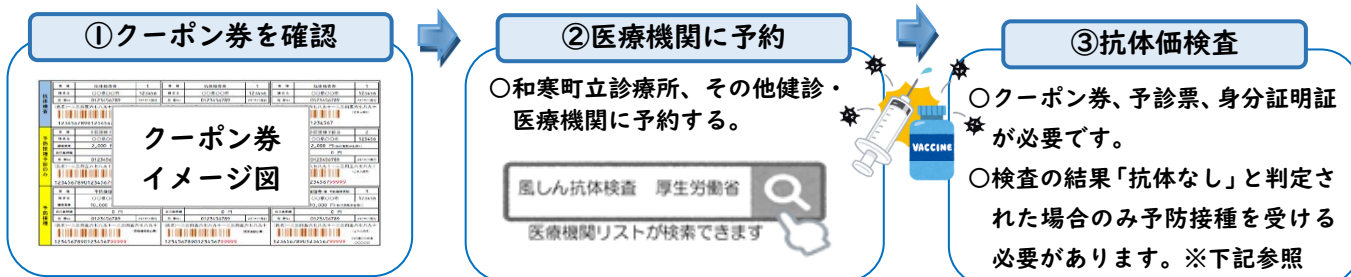 ①クーポン券を確認
クーポン券
イメージ図
②医療機関に予約
○和寒町立診療所、その他健診・
医療機関に予約する。
風しん抗体検査 厚生労働省
医療機関リストが検索できます
VACCINE
③抗体価検査
○クーポン券、予診票、身分証明証
が必要です。
○検査の結果「抗体なし」と判定さ
れた場合のみ予防接種を受ける
必要があります。※下記参照